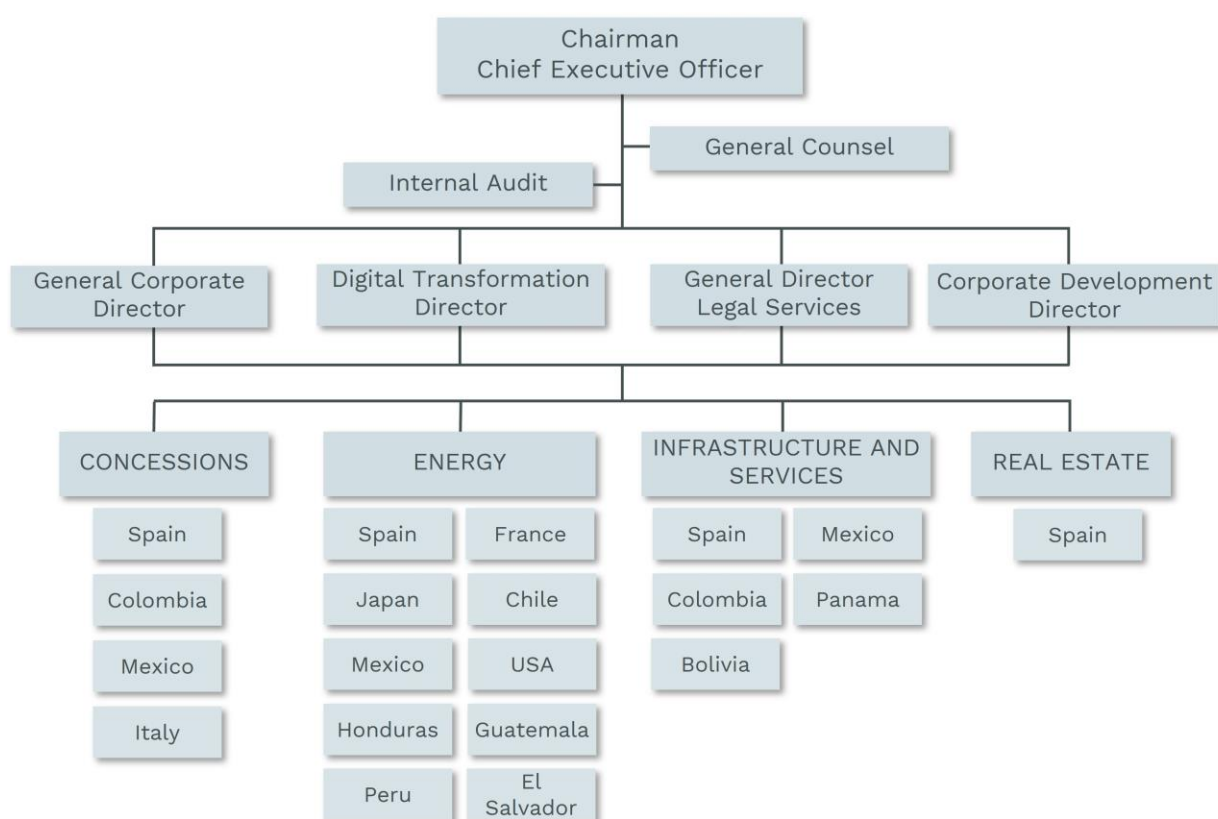 Chairman
Chief Executive Officer
General Counsel
Internal Audit
General Corporate
Director
Digital Transformation
Director
General Director
Legal Services
Corporate Development
Director
CONCESSIONS
Spain
Colombia
Mexico
Italy
ENERGY
Spain
France
Japan
Chile
Mexico
USA
Honduras
Guatemala
Peru
El
Salvador
INFRASTRUCTURE AND
SERVICES
Spain
Mexico
Colombia
Panama
Bolivia
REAL ESTATE
Spain